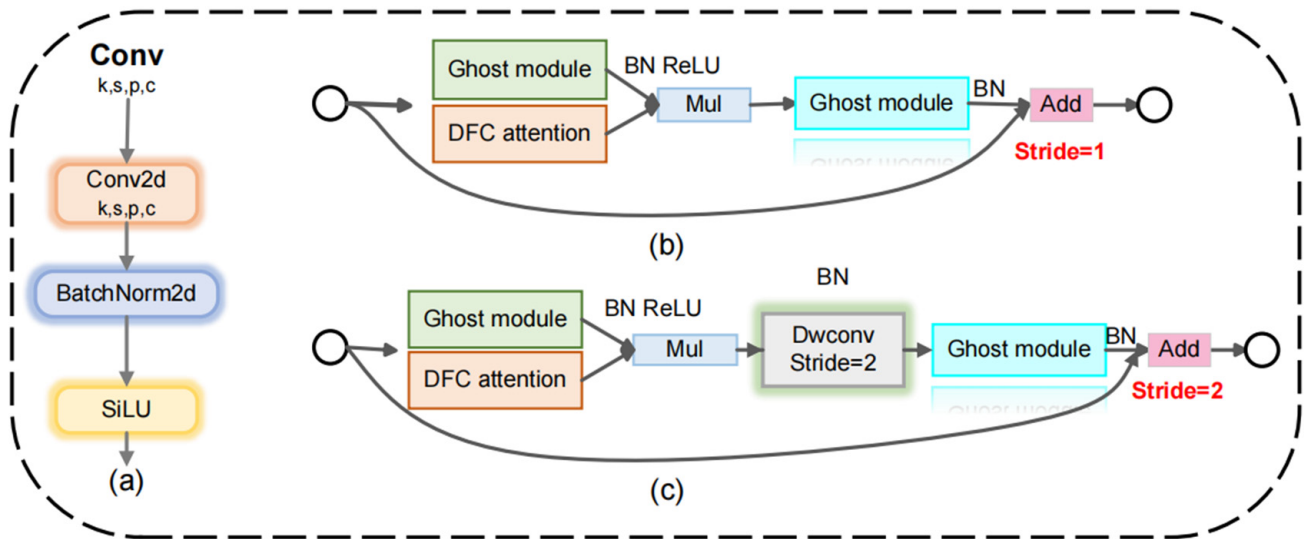 Conv
k,s,p,c
Conv2d
k,s,p,c
BatchNorm2d
SiLU
(a)
Ghost module
DFC attention
BN ReLU
Mul
Ghost module
BN
Add
Stride=1
(b)
Ghost module
DFC attention
BN ReLU
Mul
BN
Dwconv
Stride=2
Ghost module
BN
Add
Stride=2
(c)